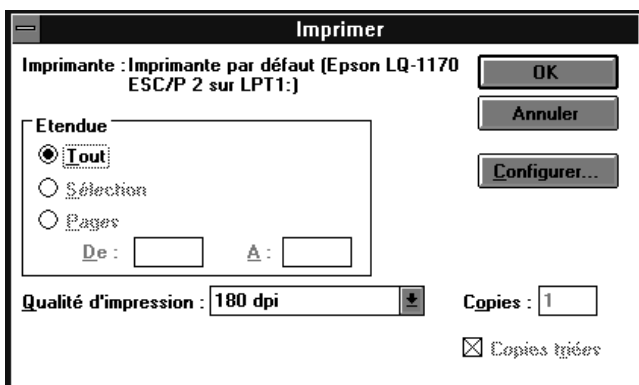 Imprimer
Imprimante : Imprimante par défaut (Epson LQ-1170
ESC/P 2 sur LPT1:)
OK
Annuler
Configurer...
Etendue
Tout
Sélection
Pages
De : A :
Qualité d'impression : 180 dpi
Copies : 1
Copies triées